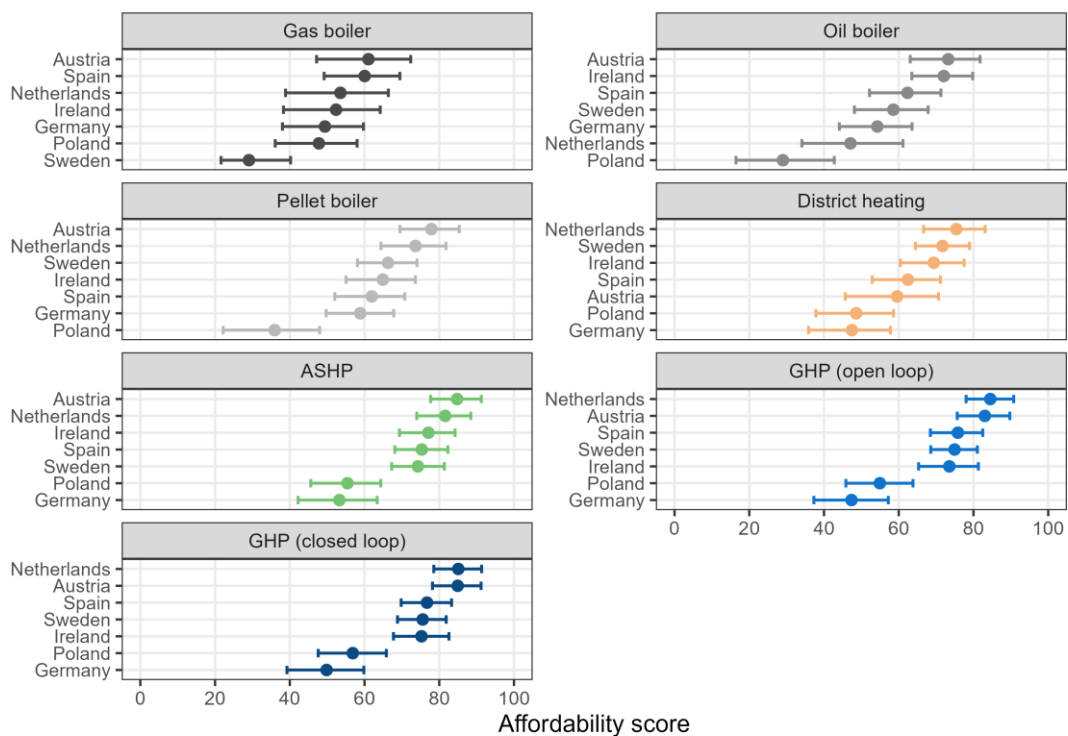 Gas boiler
Austria
Spain
Netherlands
Ireland
Germany
Poland
Sweden
Oil boiler
Austria
Ireland
Spain
Sweden
Germany
Netherlands
Poland
Pellet boiler
Austria
Netherlands
Sweden
Ireland
Spain
Germany
Poland
District heating
Netherlands
Sweden
Ireland
Spain
Austria
Poland
Germany
ASHP
Austria
Netherlands
Ireland
Spain
Sweden
Poland
Germany
GHP (open loop)
Netherlands
Austria
Spain
Sweden
Ireland
Poland
Germany
0 20 40 60 80 100
GHP (closed loop)
Netherlands
Austria
Spain
Sweden
Ireland
Poland
Germany
0 20 40 60 80 100
Affordability score